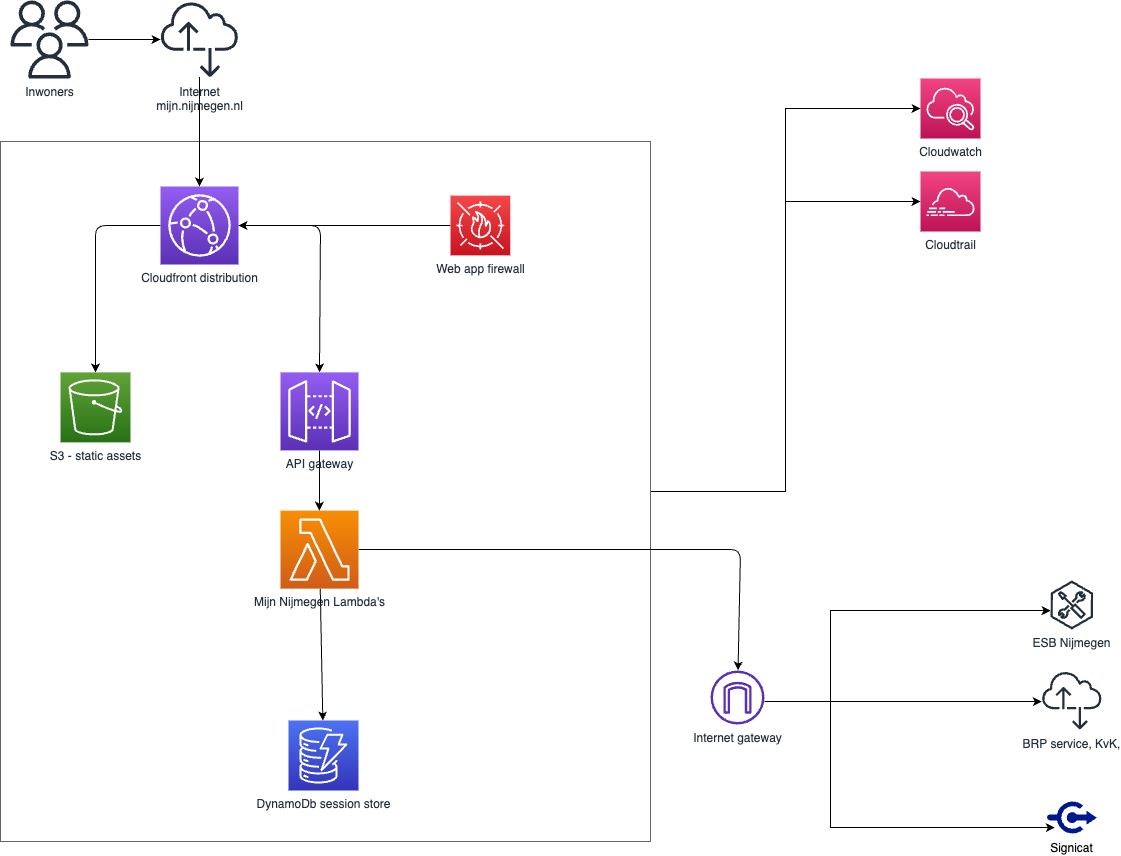 Inwoners
Internet
mijn.nijmegen.nl
Cloudwatch
Cloudtrail
Cloudfront distribution
Web app firewall
S3 - static assets
API gateway
Mijn Nijmegen Lambda's
ESB Nijmegen
Internet gateway
BRP service, KvK,
DynamoDb session store
Signicat